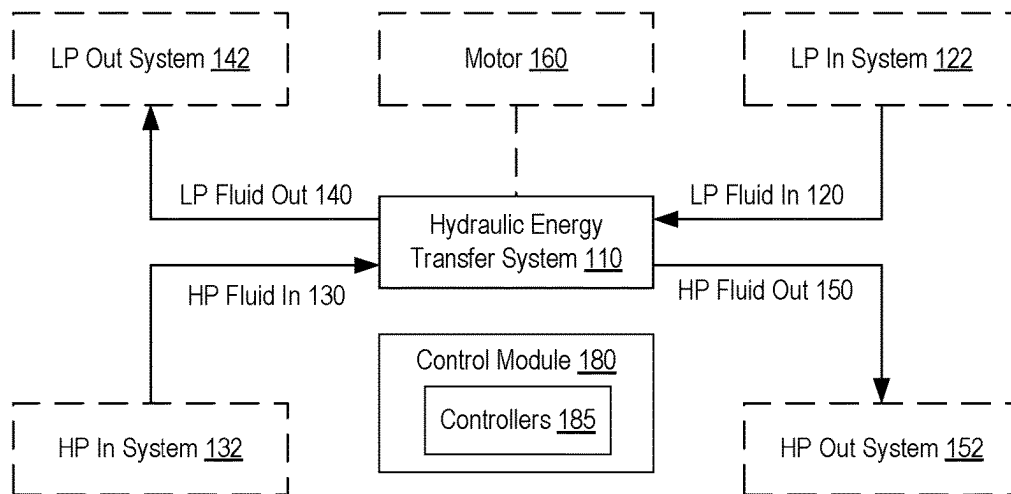 LP Out System 142
Motor 160
LP In System 122
LP Fluid Out 140
LP Fluid In 120
Hydraulic Energy
Transfer System 110
HP Fluid In 130
HP Fluid Out 150
Control Module 180
Controllers 185
HP In System 132
HP Out System 152